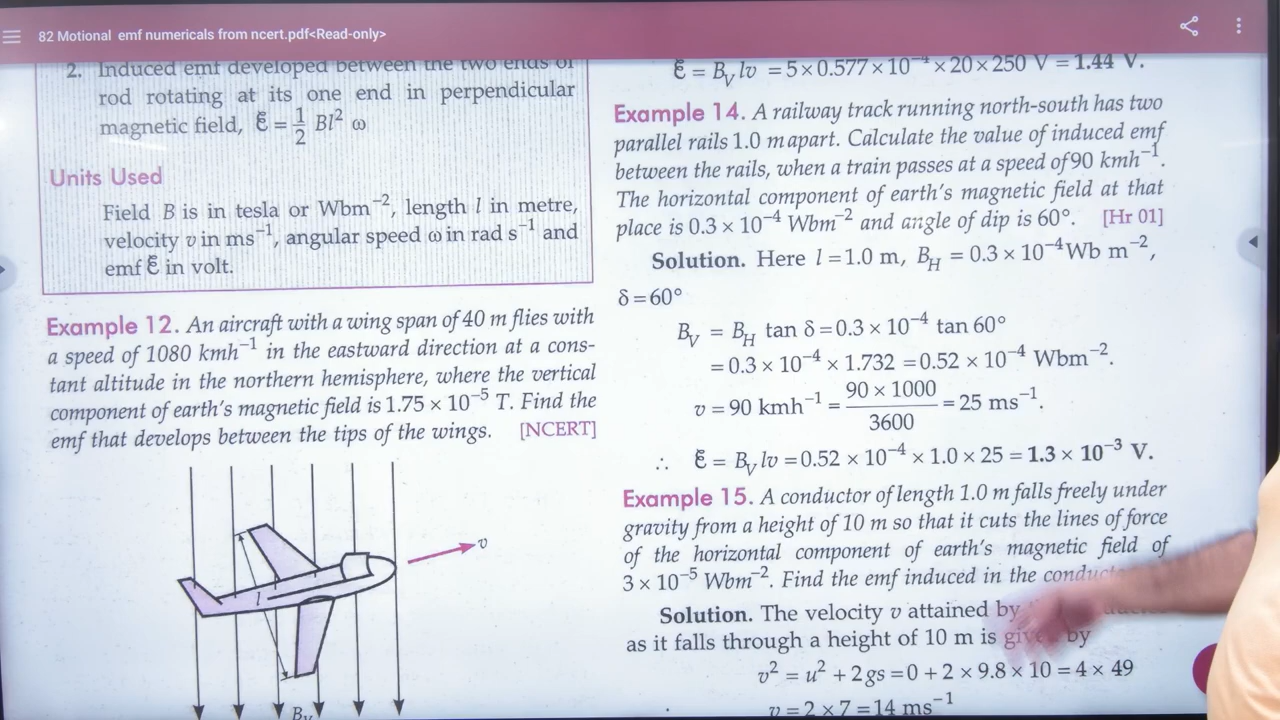 82 Motional emf numericals from ncert.pdf<Read-only>
2. Induced emf developed between the two ends of
rod rotating at its one end in perpendicular
magnetic field, ℰ = 1/2 Bl² ω
Units Used
Field B is in tesla or Wbm⁻², length l in metre,
velocity v in ms⁻¹, angular speed ω in rad s⁻¹ and
emf ℰ in volt.
Example 12. An aircraft with a wing span of 40 m flies with
a speed of 1080 kmh⁻¹ in the eastward direction at a cons-
tant altitude in the northern hemisphere, where the vertical
component of earth's magnetic field is 1.75 × 10⁻⁵ T. Find the
emf that develops between the tips of the wings. [NCERT]
v
l
B_V
ℰ = B_V lv = 5 × 0.577 × 10⁻⁴ × 20 × 250 V = 1.44 V.
Example 14. A railway track running north-south has two
parallel rails 1.0 m apart. Calculate the value of induced emf
between the rails, when a train passes at a speed of 90 kmh⁻¹.
The horizontal component of earth's magnetic field at that
place is 0.3 × 10⁻⁴ Wbm⁻² and angle of dip is 60°. [Hr 01]
Solution. Here l = 1.0 m, B_H = 0.3 × 10⁻⁴ Wb m⁻²,
δ = 60°
B_V = B_H tan δ = 0.3 × 10⁻⁴ tan 60°
= 0.3 × 10⁻⁴ × 1.732 = 0.52 × 10⁻⁴ Wbm⁻².
v = 90 kmh⁻¹ = 90 × 1000 / 3600 = 25 ms⁻¹.
∴ ℰ = B_V lv = 0.52 × 10⁻⁴ × 1.0 × 25 = 1.3 × 10⁻³ V.
Example 15. A conductor of length 1.0 m falls freely under
gravity from a height of 10 m so that it cuts the lines of force
of the horizontal component of earth's magnetic field of
3 × 10⁻⁵ Wbm⁻². Find the emf induced in the
Solution. The velocity v attained by
as it falls through a height of 10 m is given by
v² = u² + 2gs = 0 + 2 × 9.8 × 10 = 4 × 49
v = 2 × 7 = 14 ms⁻¹